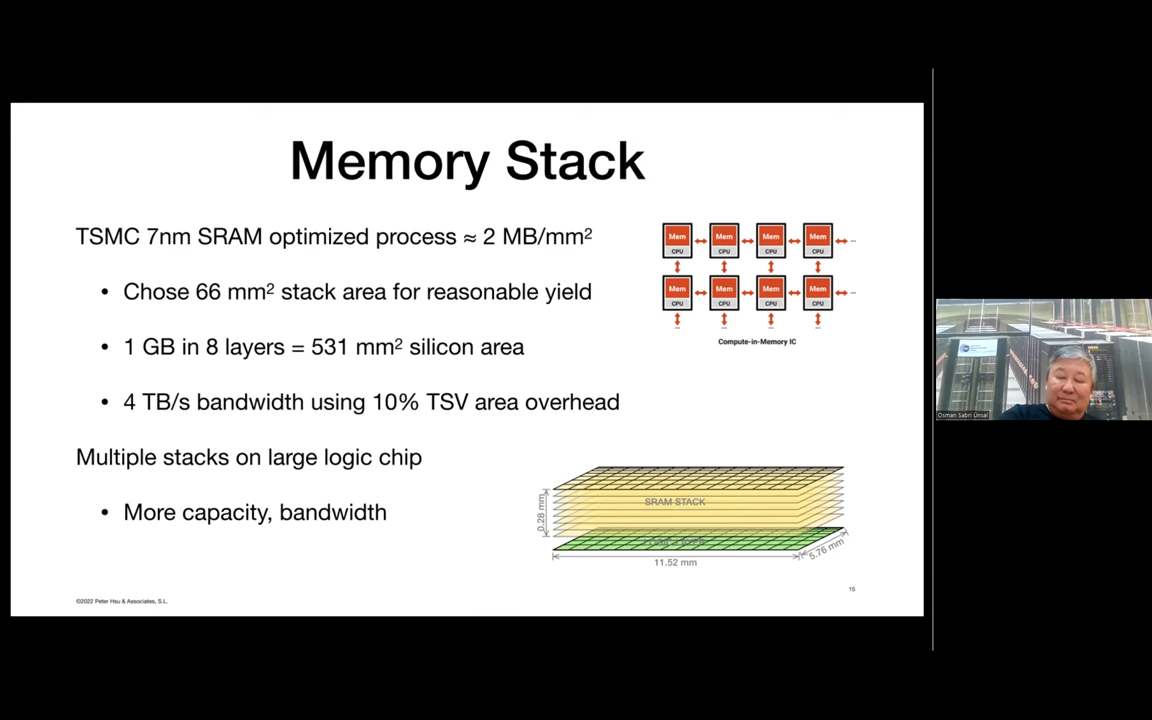 Memory Stack
TSMC 7nm SRAM optimized process ≈ 2 MB/mm²
• Chose 66 mm² stack area for reasonable yield
• 1 GB in 8 layers = 531 mm² silicon area
• 4 TB/s bandwidth using 10% TSV area overhead
Multiple stacks on large logic chip
• More capacity, bandwidth
Mem Mem Mem Mem
CPU CPU CPU CPU
Mem Mem Mem Mem
CPU CPU CPU CPU
Compute-in-Memory IC
SRAM STACK
0.28 mm
11.52 mm
5.76 mm
©2022 Peter Hsu & Associates, S.L.
15
Osman Sabri Ünsal